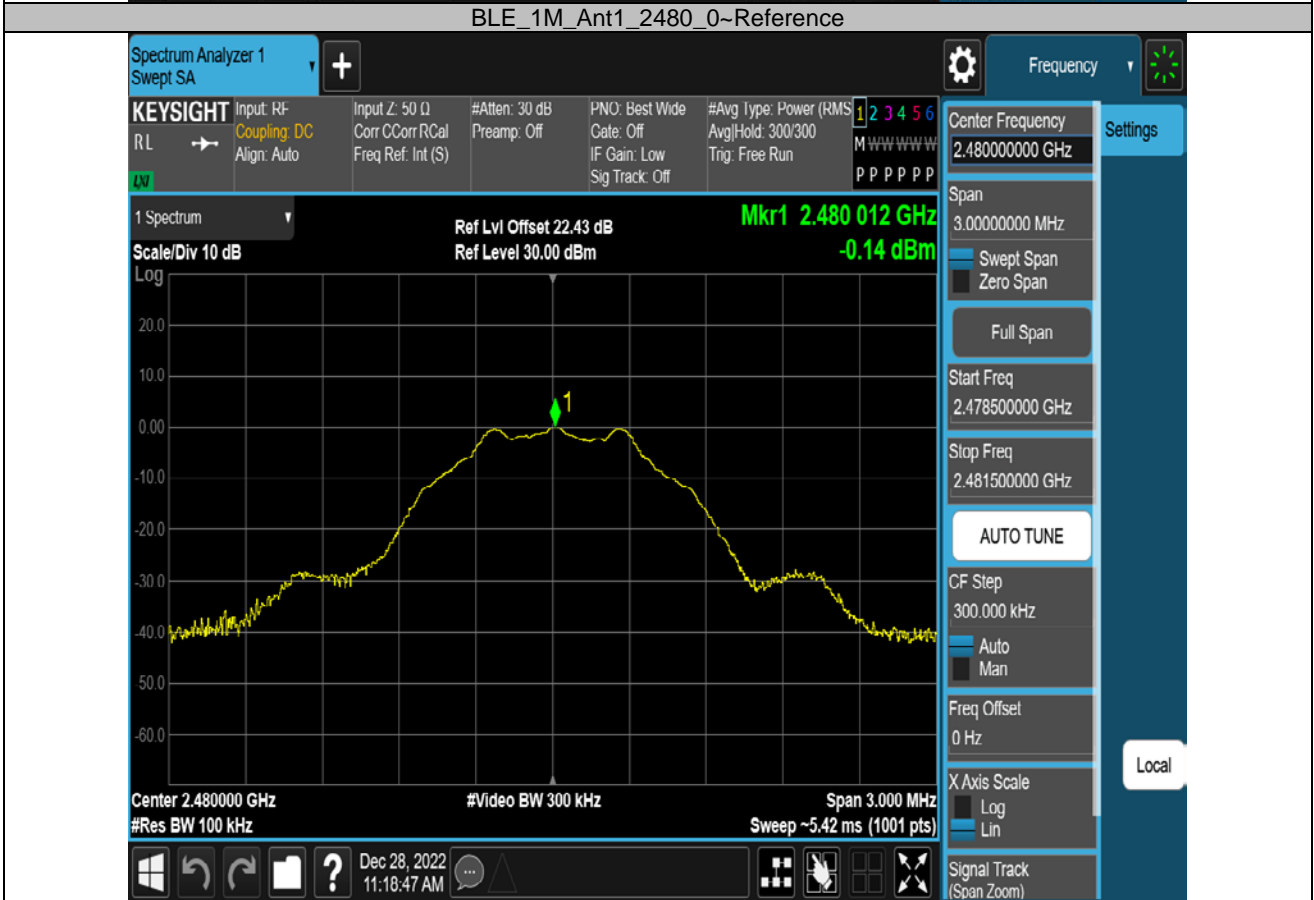 BLE_1M_Ant1_2480_0~Reference
Spectrum Analyzer 1
Swept SA
+
Frequency
KEYSIGHT
RL
LXI
Input: RF
Coupling: DC
Align: Auto
Input Z: 50 Ω
Corr CCorr RCal
Freq Ref: Int (S)
#Atten: 30 dB
Preamp: Off
PNO: Best Wide
Gate: Off
IF Gain: Low
Sig Track: Off
#Avg Type: Power (RMS
Avg|Hold: 300/300
Trig: Free Run
1 2 3 4 5 6
M W W W W W
P P P P P P
1 Spectrum
Scale/Div 10 dB
Ref Lvl Offset 22.43 dB
Ref Level 30.00 dBm
Mkr1 2.480 012 GHz
-0.14 dBm
Log
20.0
10.0
0.00
-10.0
-20.0
-30.0
-40.0
-50.0
-60.0
1
Center 2.480000 GHz
#Res BW 100 kHz
#Video BW 300 kHz
Span 3.000 MHz
Sweep ~5.42 ms (1001 pts)
Center Frequency
2.480000000 GHz
Settings
Span
3.00000000 MHz
Swept Span
Zero Span
Full Span
Start Freq
2.478500000 GHz
Stop Freq
2.481500000 GHz
AUTO TUNE
CF Step
300.000 kHz
Auto
Man
Freq Offset
0 Hz
X Axis Scale
Log
Lin
Signal Track
(Span Zoom)
Local
?
Dec 28, 2022
11:18:47 AM